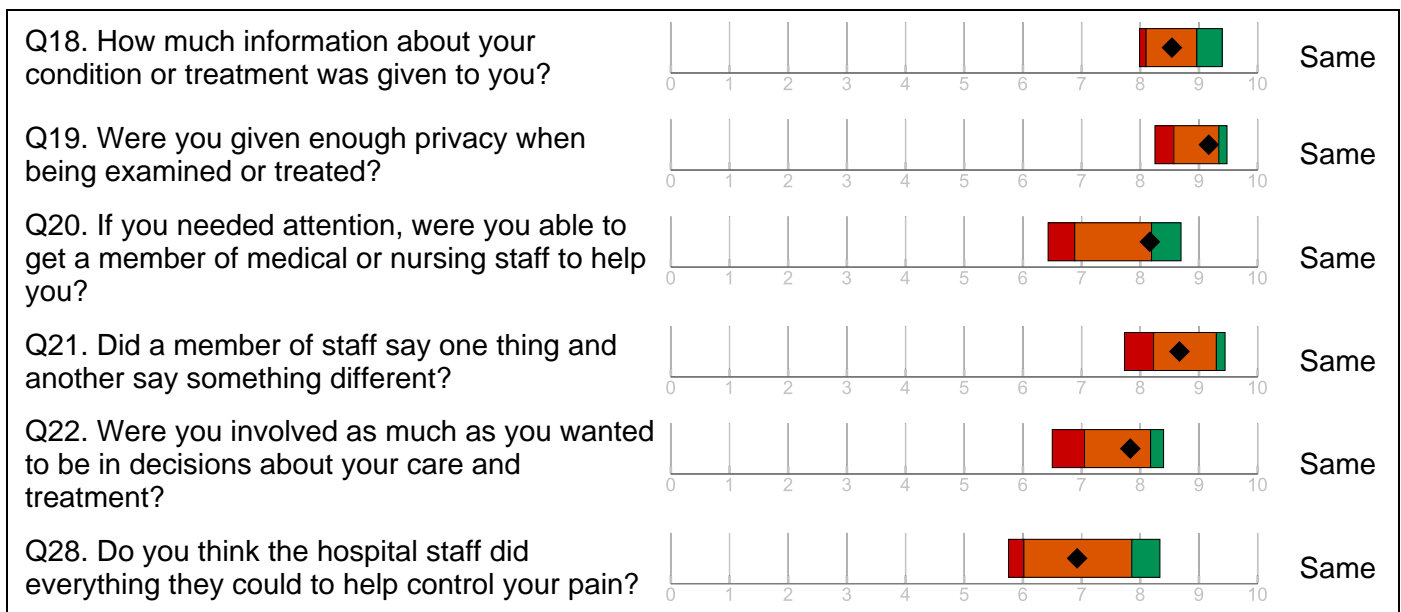 Q18. How much information about your
condition or treatment was given to you?
0 1 2 3 4 5 6 7 8 9 10
Same
Q19. Were you given enough privacy when
being examined or treated?
0 1 2 3 4 5 6 7 8 9 10
Same
Q20. If you needed attention, were you able to
get a member of medical or nursing staff to help
you?
0 1 2 3 4 5 6 7 8 9 10
Same
Q21. Did a member of staff say one thing and
another say something different?
0 1 2 3 4 5 6 7 8 9 10
Same
Q22. Were you involved as much as you wanted
to be in decisions about your care and
treatment?
0 1 2 3 4 5 6 7 8 9 10
Same
Q28. Do you think the hospital staff did
everything they could to help control your pain?
0 1 2 3 4 5 6 7 8 9 10
Same